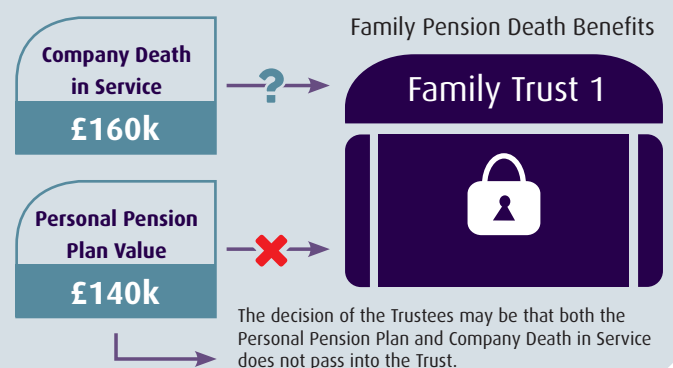 Family Pension Death Benefits
Company Death
in Service
£160k
?
Family Trust 1
Personal Pension
Plan Value
£140k
The decision of the Trustees may be that both the
Personal Pension Plan and Company Death in Service
does not pass into the Trust.